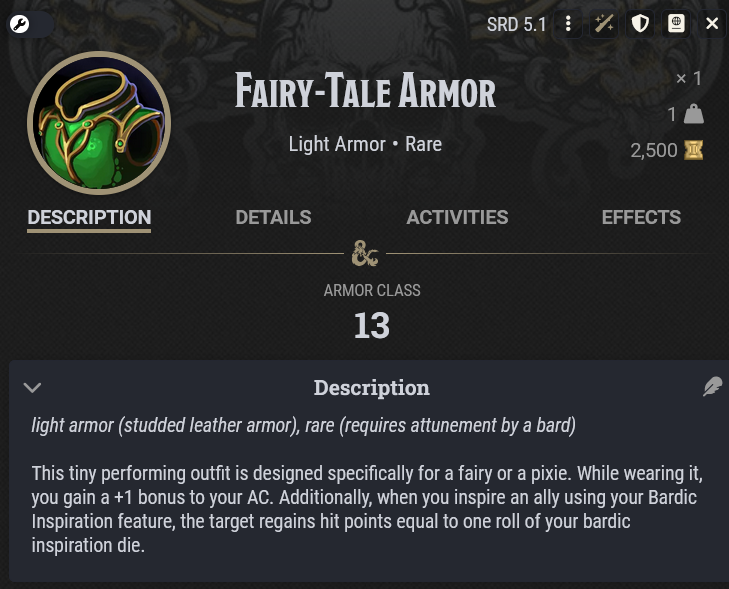 SRD 5.1
FAIRY-TALE ARMOR
× 1
Light Armor • Rare
1
2,500
DESCRIPTION DETAILS ACTIVITIES EFFECTS
&
ARMOR CLASS
13
Description
light armor (studded leather armor), rare (requires attunement by a bard)
This tiny performing outfit is designed specifically for a fairy or a pixie. While wearing it,
you gain a +1 bonus to your AC. Additionally, when you inspire an ally using your Bardic
Inspiration feature, the target regains hit points equal to one roll of your bardic
inspiration die.